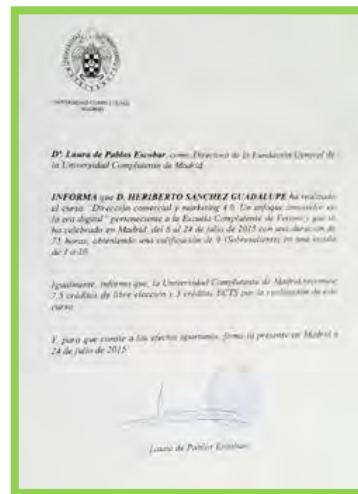 UNIVERSIDAD COMPLUTENSE
MADRID
Dª. Laura de Pablos Escobar, como Directora de la Fundación General de
la Universidad Complutense de Madrid
INFORMA que D. HERIBERTO SANCHEZ GUADALUPE ha realizado
el curso "Dirección comercial y marketing 4.0. Un enfoque innovador en
la era digital" perteneciente a la Escuela Complutense de Verano y que se
ha celebrado en Madrid, del 6 al 24 de julio de 2015 con una duración de
75 horas, obteniendo una calificación de 9 (Sobresaliente) en una escala
de 1 a 10.
Igualmente, informo que, la Universidad Complutense de Madrid reconoce
7,5 créditos de libre elección y 3 créditos ECTS por la realización de este
curso.
Y, para que conste a los efectos oportunos, firmo la presente en Madrid a
24 de julio de 2015
Laura de Pablos Escobar